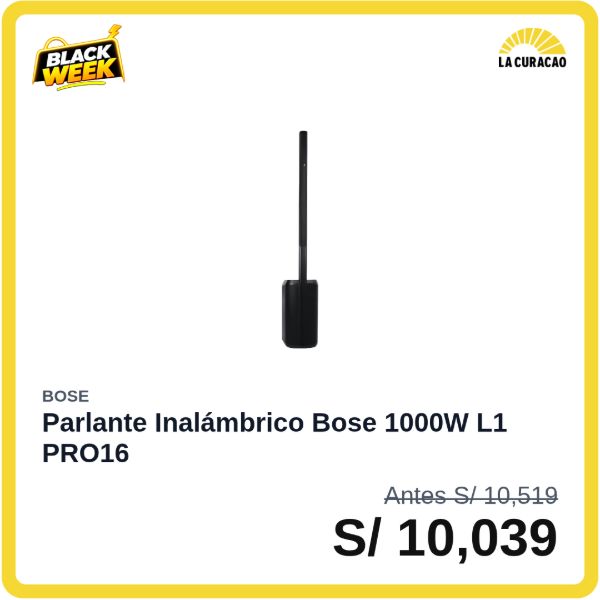 BLACK
WEEK
LA CURACAO
BOSE
Parlante Inalámbrico Bose 1000W L1
PRO16
Antes S/ 10,519
S/ 10,039